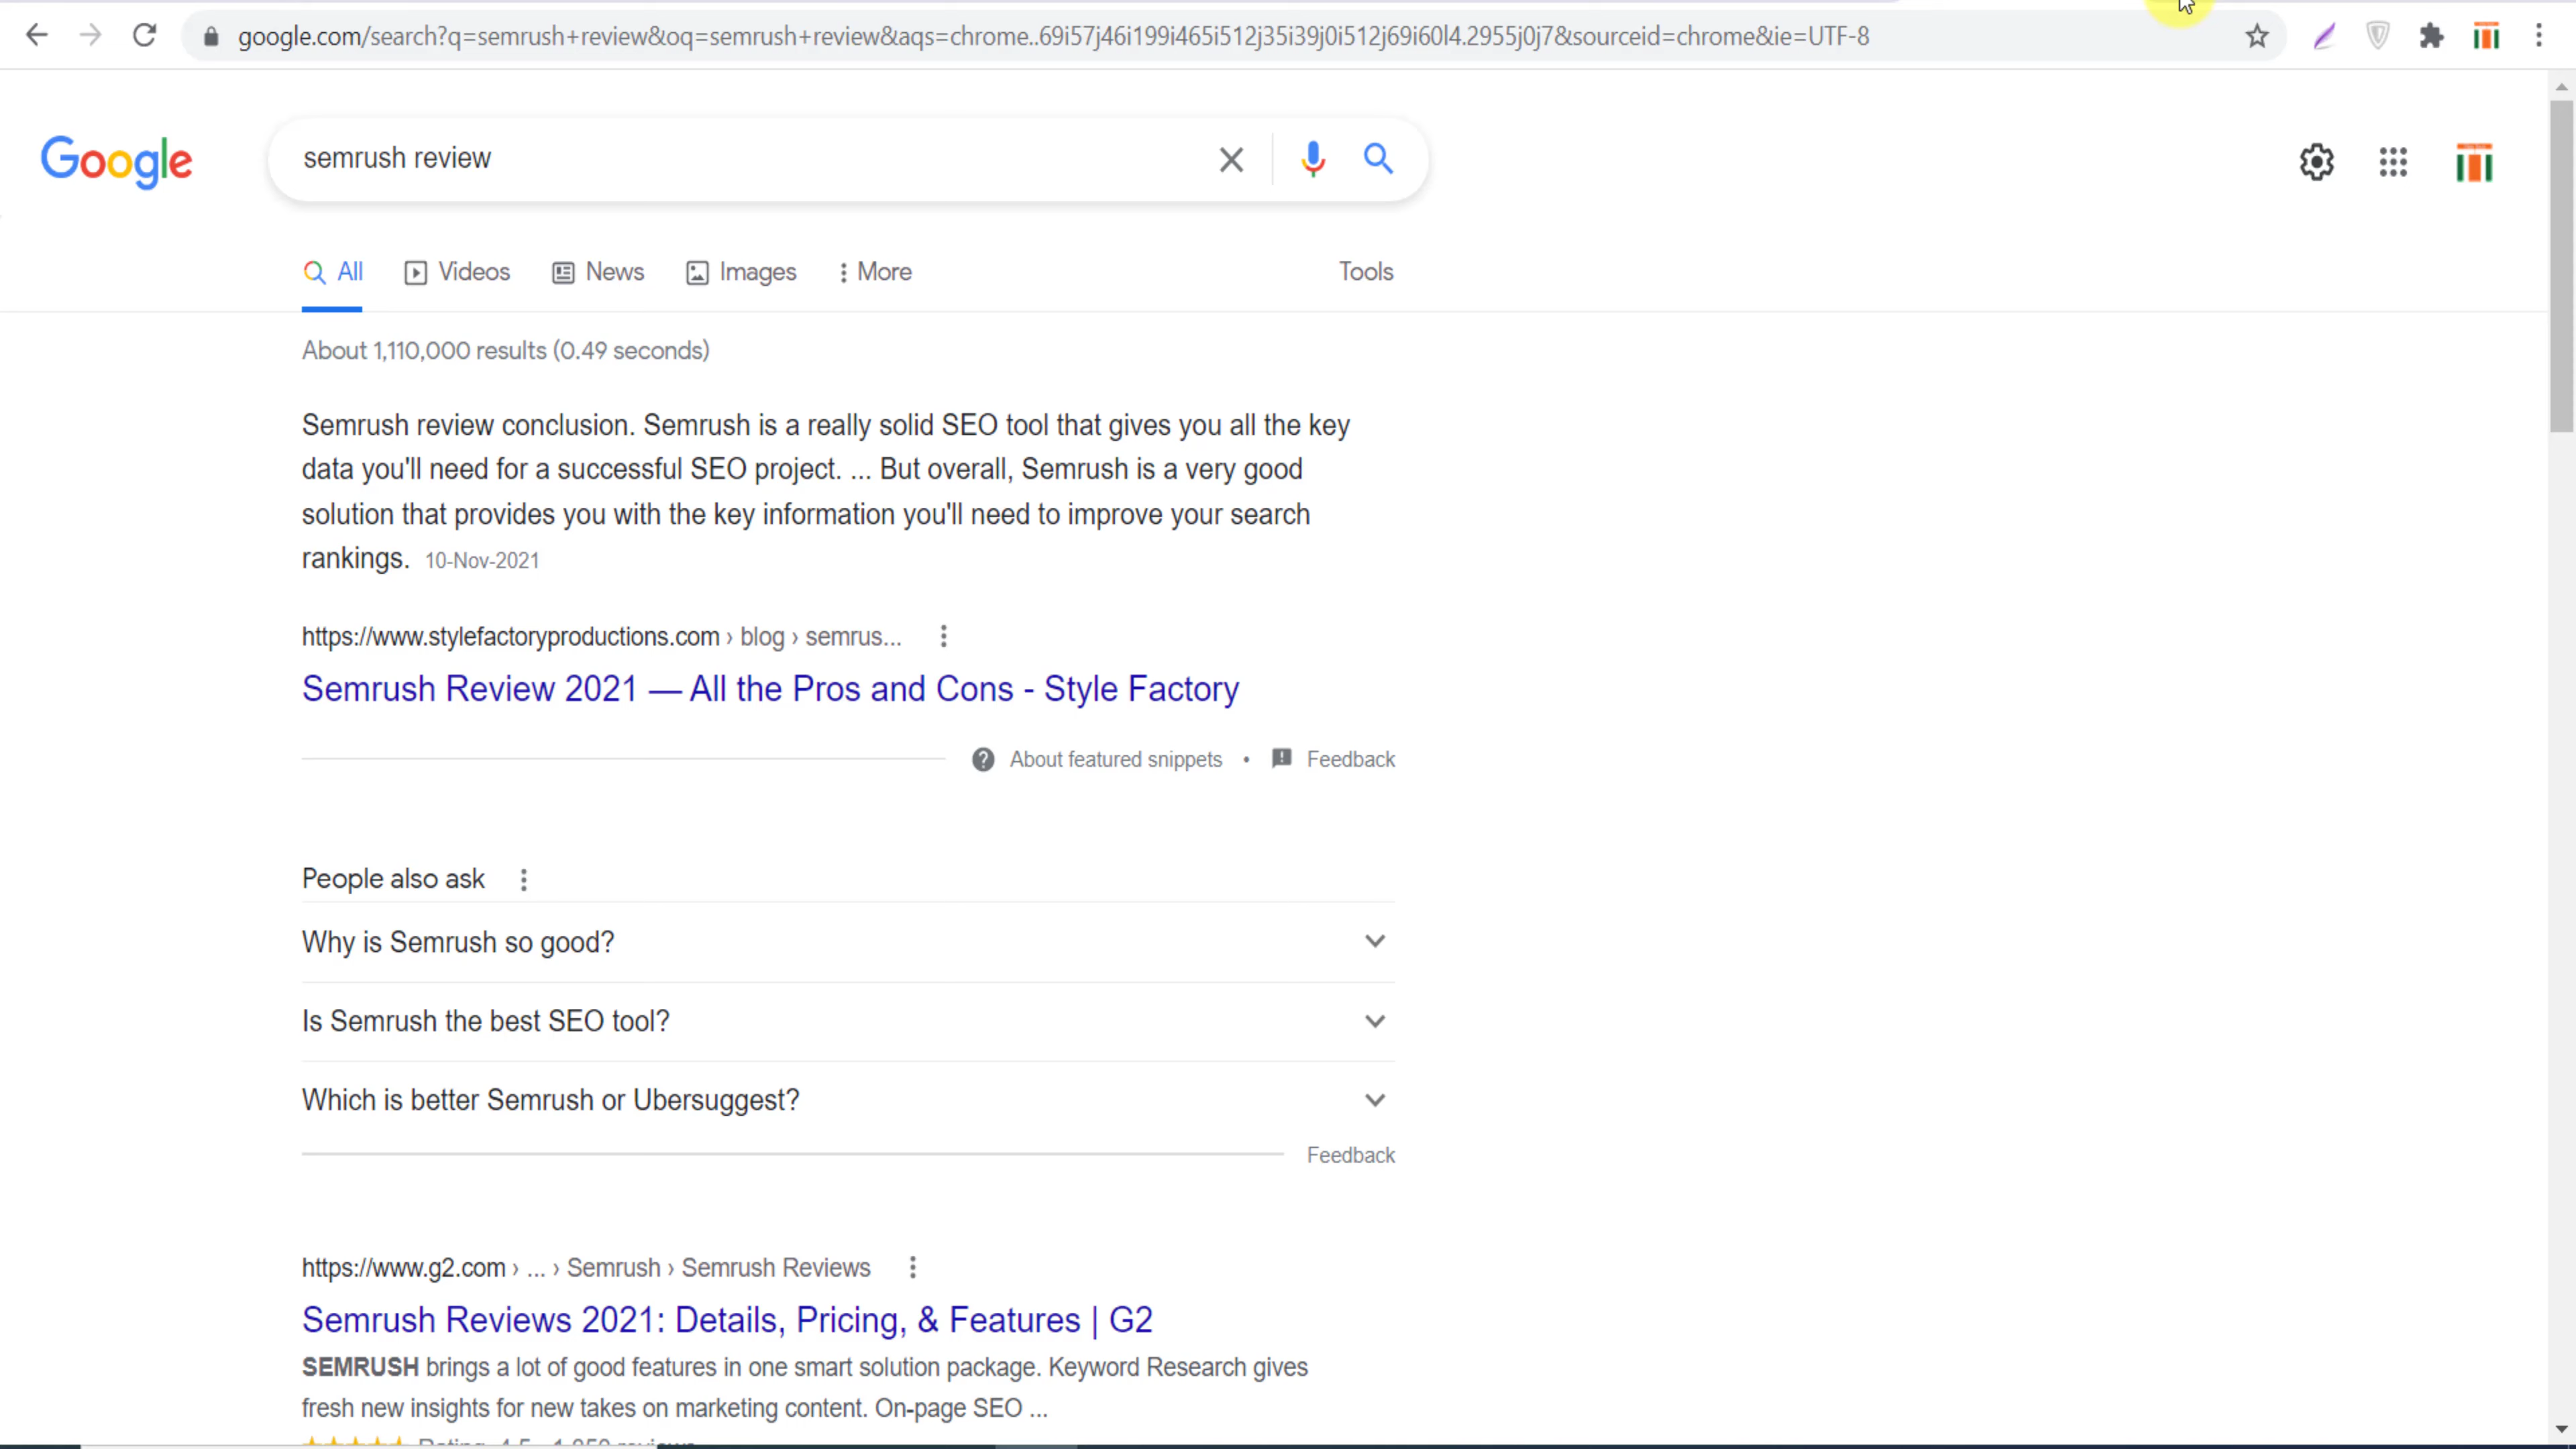 google.com/search?q=semrush+review&oq=semrush+review&aqs=chrome..69i57j46i199i465i512j35i39j0i512j69i60l4.2955j0j7&sourceid=chrome&ie=UTF-8
Google
semrush review
All Videos News Images More Tools
About 1,110,000 results (0.49 seconds)
Semrush review conclusion. Semrush is a really solid SEO tool that gives you all the key
data you'll need for a successful SEO project. ... But overall, Semrush is a very good
solution that provides you with the key information you'll need to improve your search
rankings. 10-Nov-2021
https://www.stylefactoryproductions.com › blog › semrus...
Semrush Review 2021 — All the Pros and Cons - Style Factory
About featured snippets • Feedback
People also ask
Why is Semrush so good?
Is Semrush the best SEO tool?
Which is better Semrush or Ubersuggest?
Feedback
https://www.g2.com › ... › Semrush › Semrush Reviews
Semrush Reviews 2021: Details, Pricing, & Features | G2
SEMRUSH brings a lot of good features in one smart solution package. Keyword Research gives
fresh new insights for new takes on marketing content. On-page SEO ...